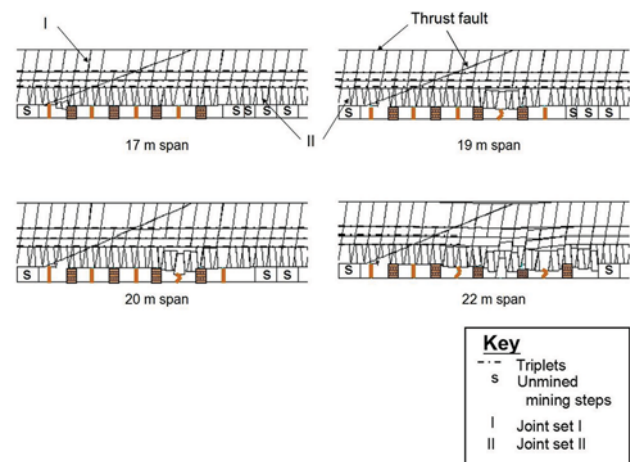 I
Thrust fault
S S S S S
17 m span
II
S S S S
19 m span
S S S
20 m span
S S
22 m span
Key
Triplets
S Unmined
mining steps
I Joint set I
II Joint set II